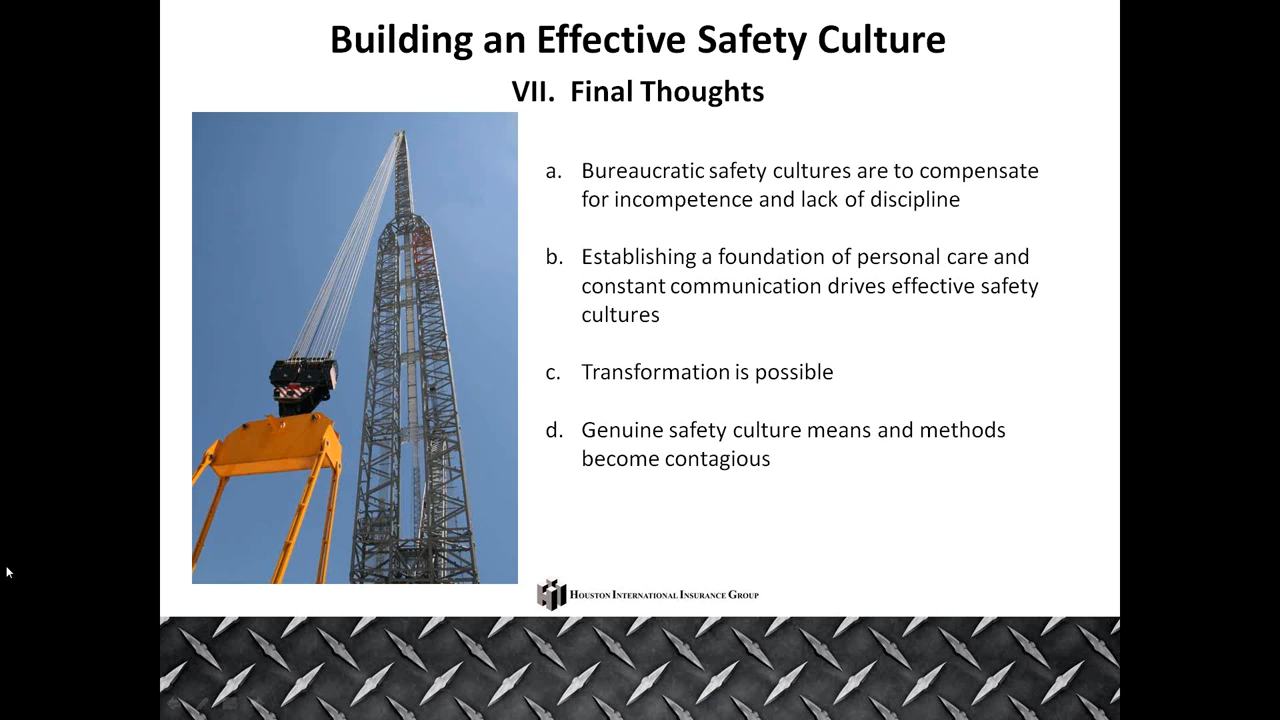 Building an Effective Safety Culture
VII. Final Thoughts
a. Bureaucratic safety cultures are to compensate
for incompetence and lack of discipline
b. Establishing a foundation of personal care and
constant communication drives effective safety
cultures
c. Transformation is possible
d. Genuine safety culture means and methods
become contagious
HOUSTON INTERNATIONAL INSURANCE GROUP